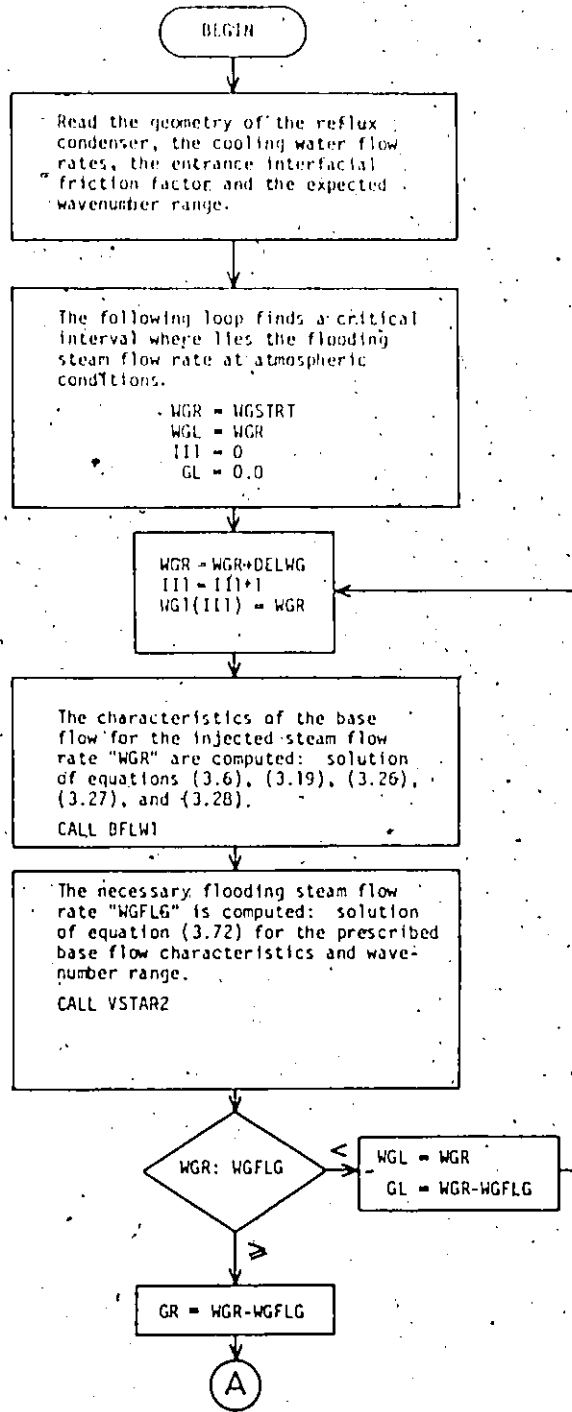 BEGIN
Read the geometry of the reflux
condenser, the cooling water flow
rates, the entrance interfacial
friction factor and the expected
wavenumber range.
The following loop finds a critical
interval where lies the flooding
steam flow rate at atmospheric
conditions.
WGR = WGSTRT
WGL = WGR
III = 0
GL = 0.0
WGR = WGR+DELWG
III = III+1
WG1(III) = WGR
The characteristics of the base
flow for the injected steam flow
rate "WGR" are computed: solution
of equations (3.6), (3.19), (3.26),
(3.27), and (3.28).
CALL BFLW1
The necessary flooding steam flow
rate "WGFLG" is computed: solution
of equation (3.72) for the prescribed
base flow characteristics and wave-
number range.
CALL VSTAR2
WGR: WGFLG
<
WGL = WGR
GL = WGR-WGFLG
≥
GR = WGR-WGFLG
A